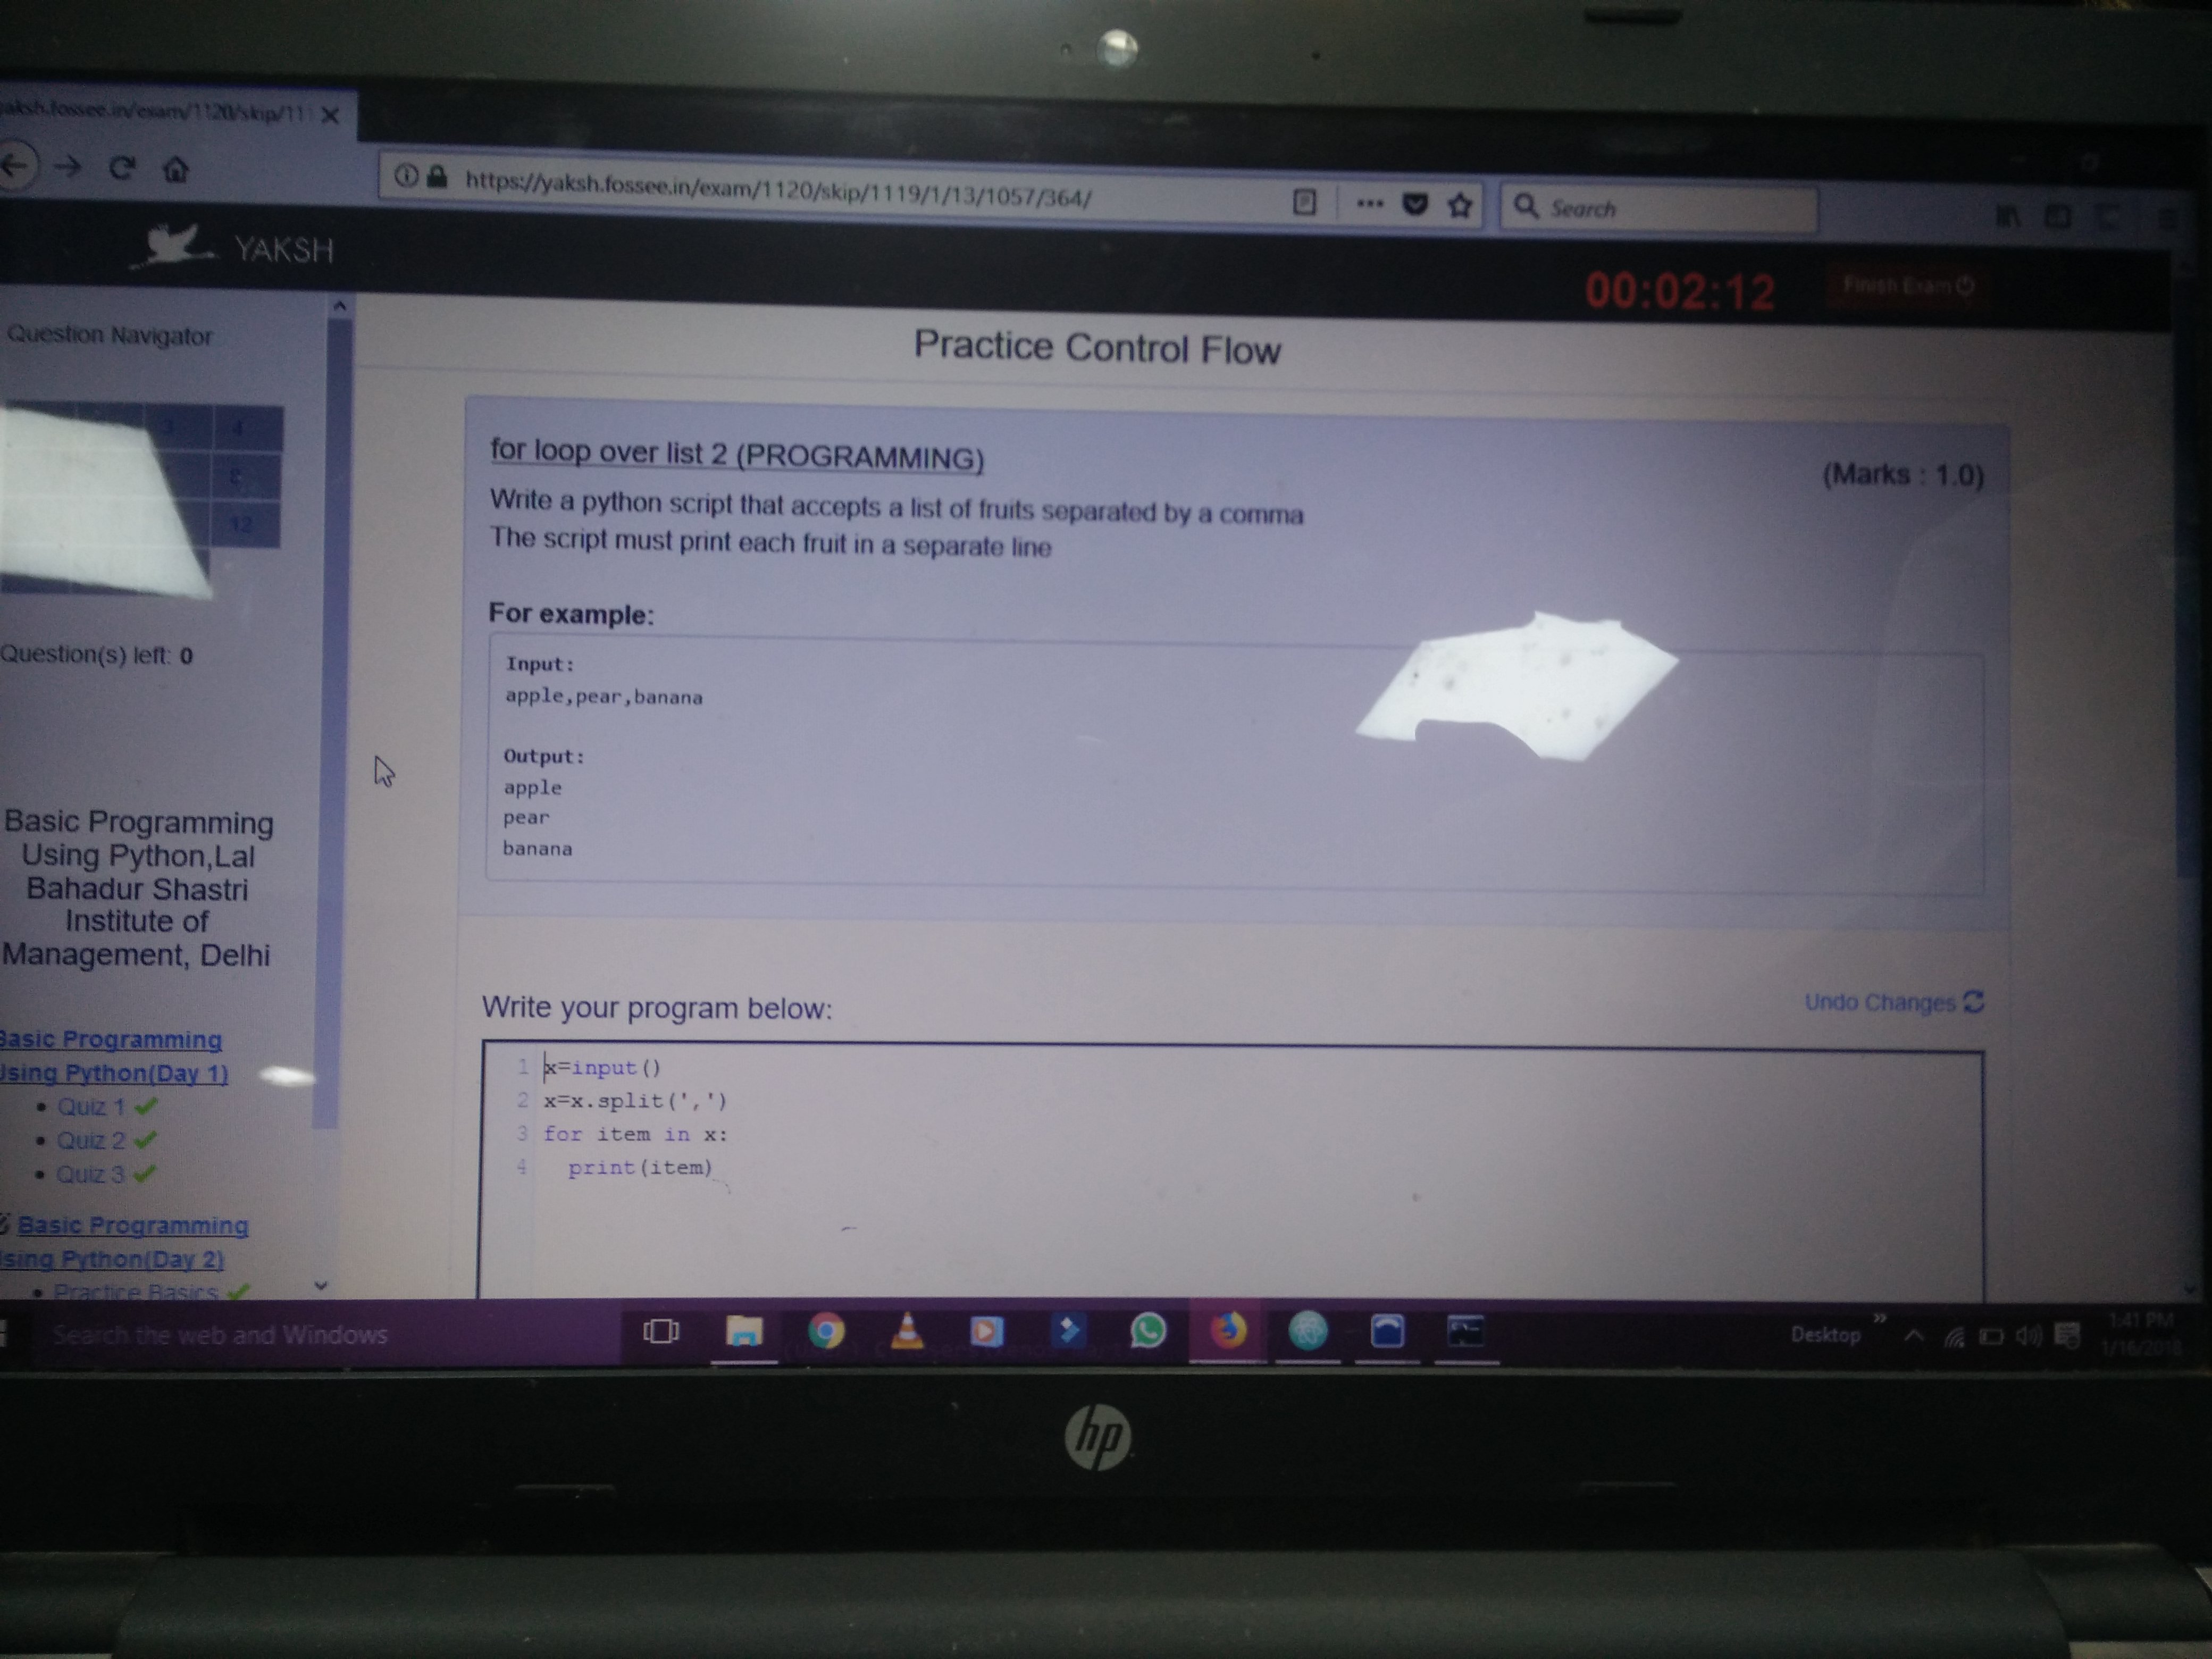 yaksh.fossee.in/exam/1120/skip/11
https://yaksh.fossee.in/exam/1120/skip/1119/1/13/1057/364/
Search
YAKSH
00:02:12
Finish Exam
Question Navigator
3 4
8
12
Question(s) left: 0
Basic Programming
Using Python,Lal
Bahadur Shastri
Institute of
Management, Delhi
Basic Programming
Using Python(Day 1)
• Quiz 1
• Quiz 2
• Quiz 3
Basic Programming
Using Python(Day 2)
• Practice Basics
Practice Control Flow
for loop over list 2 (PROGRAMMING)
(Marks : 1.0)
Write a python script that accepts a list of fruits separated by a comma
The script must print each fruit in a separate line
For example:
Input:
apple,pear,banana
Output:
apple
pear
banana
Write your program below:
Undo Changes
1 x=input()
2 x=x.split(',')
3 for item in x:
4 print(item)
Search the web and Windows
Desktop
1:41 PM
1/16/2018
hp